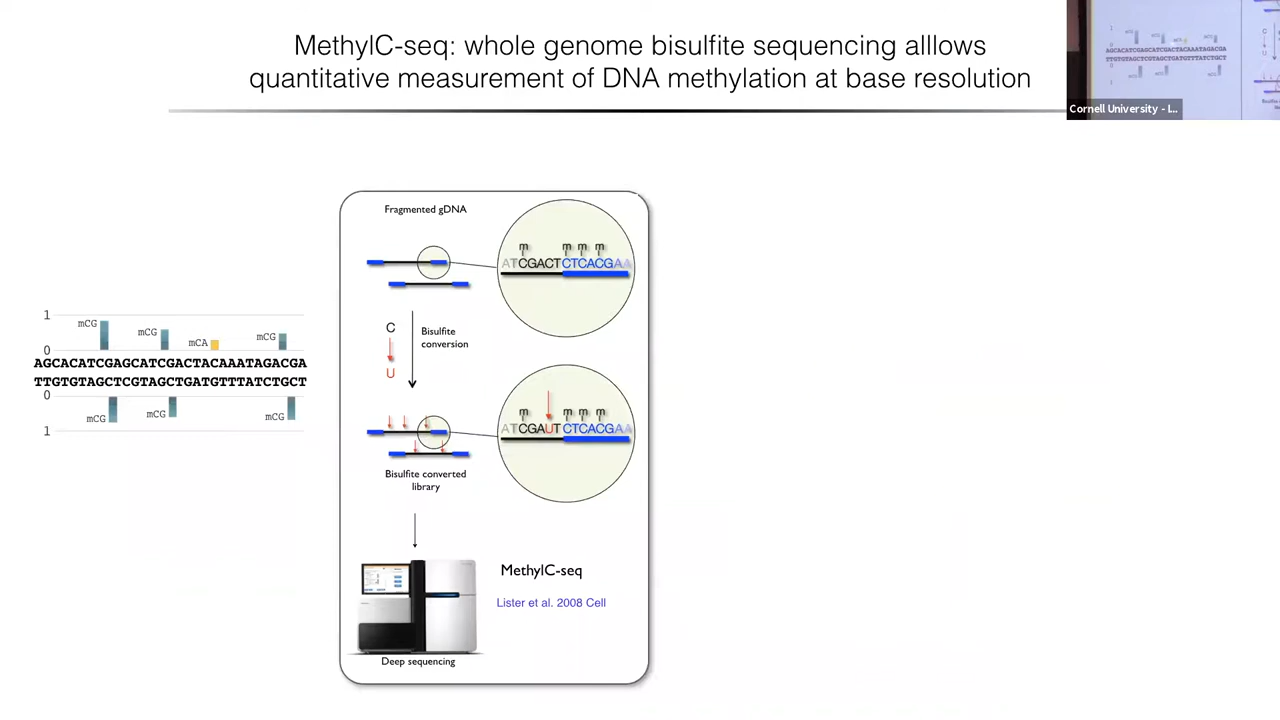 MethylC-seq: whole genome bisulfite sequencing alllows
quantitative measurement of DNA methylation at base resolution
Cornell University - I...
Fragmented gDNA
m m m m
ATCGACTCTCACGAA
C
Bisulfite
conversion
U
m m m m
ATCGAUTCTCACGAA
Bisulfite converted
library
MethylC-seq
Lister et al. 2008 Cell
Deep sequencing
1
mCG mCG mCA mCG
0
AGCACATCGAGCATCGACTACAAATAGACGA
TTGTGTAGCTCGTAGCTGATGTTTATCTGCT
0
mCG mCG mCG
1